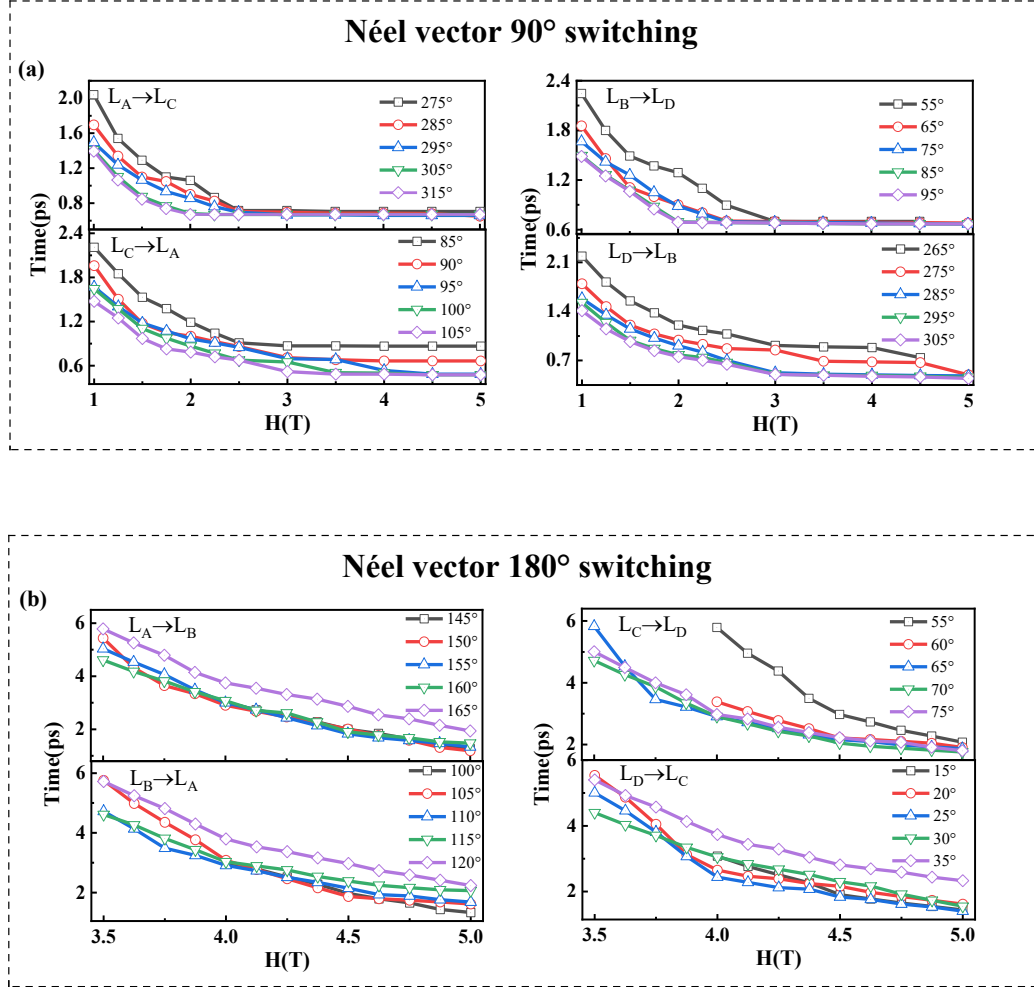 Néel vector 90° switching
(a)
L_A→L_C
275°
285°
295°
305°
315°
2.0
1.6
1.2
0.8
L_C→L_A
85°
90°
95°
100°
105°
2.4
1.8
1.2
0.6
Time(ps)
1 2 3 4 5
H(T)
L_B→L_D
55°
65°
75°
85°
95°
2.4
1.8
1.2
0.6
L_D→L_B
265°
275°
285°
295°
305°
2.1
1.4
0.7
Time(ps)
1 2 3 4 5
H(T)
Néel vector 180° switching
(b)
L_A→L_B
145°
150°
155°
160°
165°
6
4
2
L_B→L_A
100°
105°
110°
115°
120°
6
4
2
Time(ps)
3.5 4.0 4.5 5.0
H(T)
L_C→L_D
55°
60°
65°
70°
75°
6
4
2
L_D→L_C
15°
20°
25°
30°
35°
6
4
2
Time(ps)
3.5 4.0 4.5 5.0
H(T)